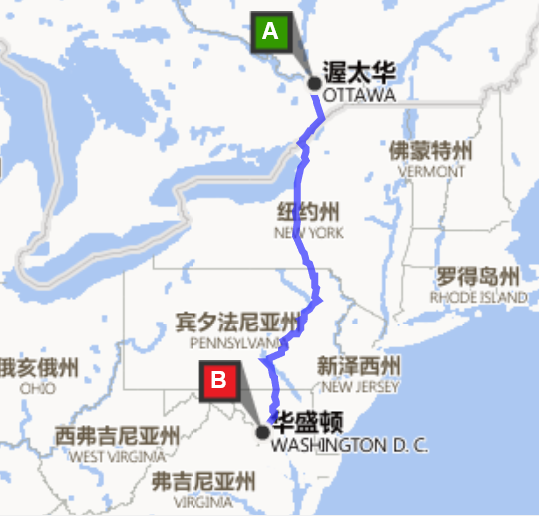 A
渥太华
OTTAWA
佛蒙特州
VERMONT
纽约州
NEW YORK
罗得岛州
RHODE ISLAND
宾夕法尼亚州
PENNSYLVANI
新泽西州
NEW JERSEY
俄亥俄州
OHIO
B
华盛顿
WASHINGTON D. C.
西弗吉尼亚州
WEST VIRGINIA
弗吉尼亚州
VIRGINIA